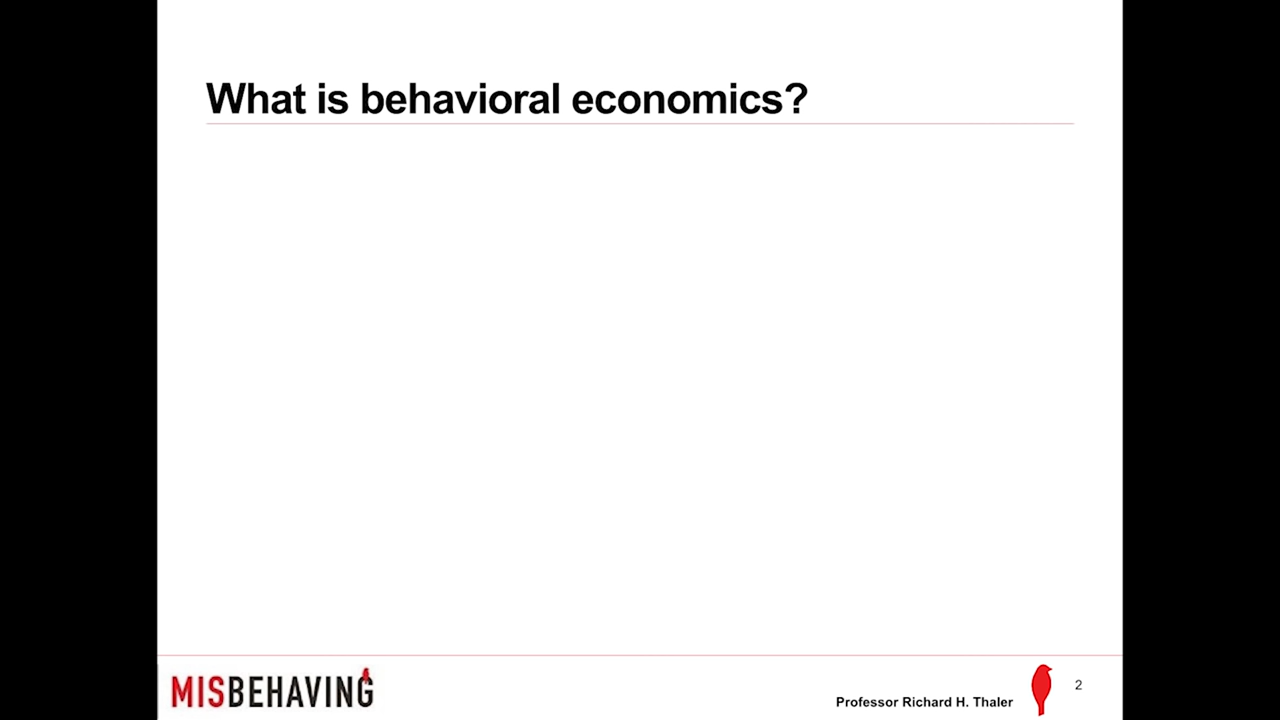 What is behavioral economics?
MISBEHAVING
Professor Richard H. Thaler
2